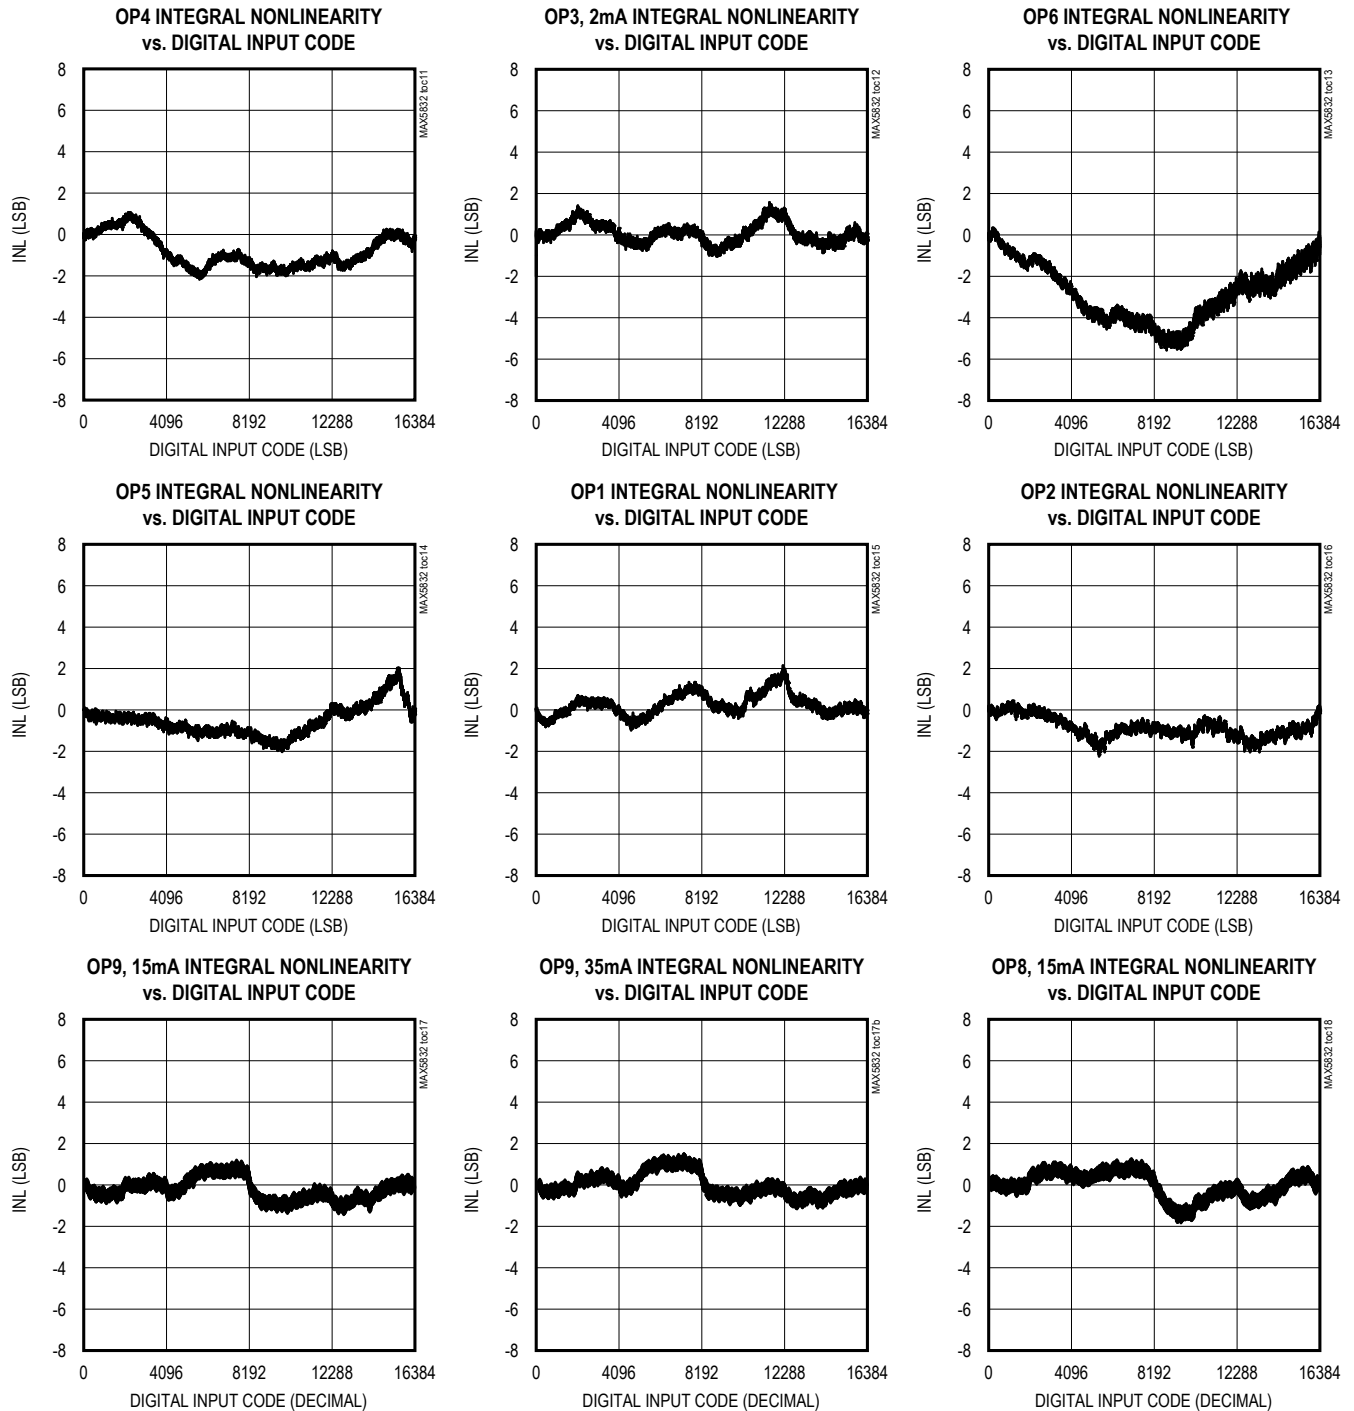 OP4 INTEGRAL NONLINEARITY
vs. DIGITAL INPUT CODE
MAX5832 toc11
INL (LSB)
8
6
4
2
0
-2
-4
-6
-8
0 4096 8192 12288 16384
DIGITAL INPUT CODE (LSB)
OP3, 2mA INTEGRAL NONLINEARITY
vs. DIGITAL INPUT CODE
MAX5832 toc12
INL (LSB)
8
6
4
2
0
-2
-4
-6
-8
0 4096 8192 12288 16384
DIGITAL INPUT CODE (LSB)
OP6 INTEGRAL NONLINEARITY
vs. DIGITAL INPUT CODE
MAX5832 toc13
INL (LSB)
8
6
4
2
0
-2
-4
-6
-8
0 4096 8192 12288 16384
DIGITAL INPUT CODE (LSB)
OP5 INTEGRAL NONLINEARITY
vs. DIGITAL INPUT CODE
MAX5832 toc14
INL (LSB)
8
6
4
2
0
-2
-4
-6
-8
0 4096 8192 12288 16384
DIGITAL INPUT CODE (LSB)
OP1 INTEGRAL NONLINEARITY
vs. DIGITAL INPUT CODE
MAX5832 toc15
INL (LSB)
8
6
4
2
0
-2
-4
-6
-8
0 4096 8192 12288 16384
DIGITAL INPUT CODE (LSB)
OP2 INTEGRAL NONLINEARITY
vs. DIGITAL INPUT CODE
MAX5832 toc16
INL (LSB)
8
6
4
2
0
-2
-4
-6
-8
0 4096 8192 12288 16384
DIGITAL INPUT CODE (LSB)
OP9, 15mA INTEGRAL NONLINEARITY
vs. DIGITAL INPUT CODE
MAX5832 toc17
INL (LSB)
8
6
4
2
0
-2
-4
-6
-8
0 4096 8192 12288 16384
DIGITAL INPUT CODE (DECIMAL)
OP9, 35mA INTEGRAL NONLINEARITY
vs. DIGITAL INPUT CODE
MAX5832 toc17b
INL (LSB)
8
6
4
2
0
-2
-4
-6
-8
0 4096 8192 12288 16384
DIGITAL INPUT CODE (DECIMAL)
OP8, 15mA INTEGRAL NONLINEARITY
vs. DIGITAL INPUT CODE
MAX5832 toc18
INL (LSB)
8
6
4
2
0
-2
-4
-6
-8
0 4096 8192 12288 16384
DIGITAL INPUT CODE (DECIMAL)